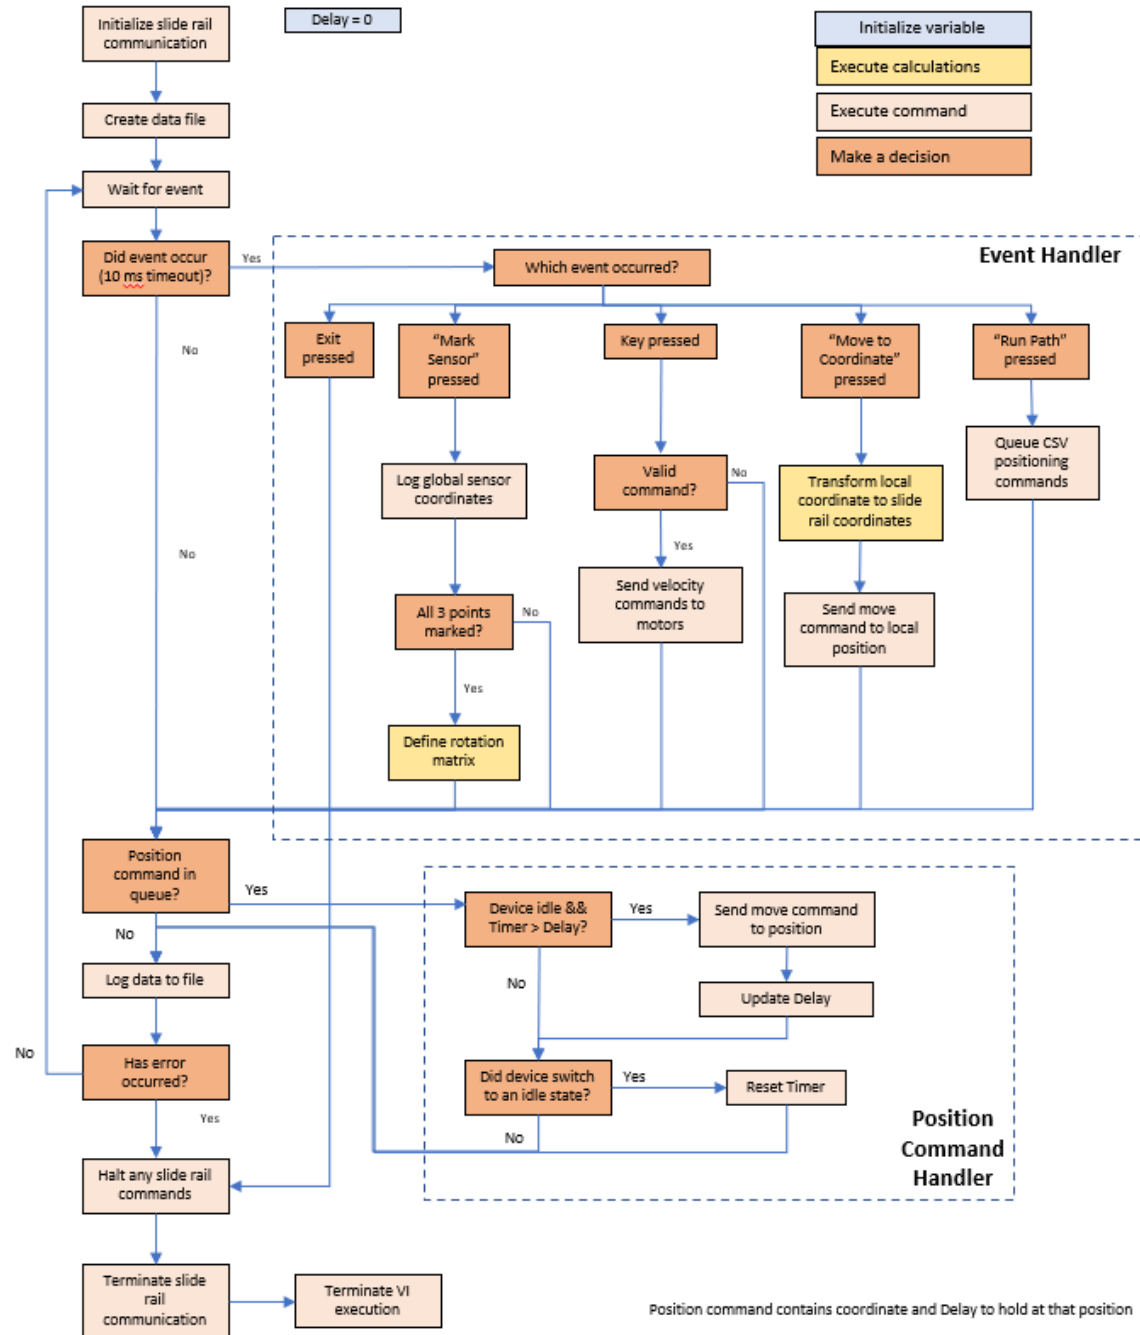 Initialize slide rail
communication
Delay = 0
Initialize variable
Execute calculations
Execute command
Make a decision
Create data file
Wait for event
Did event occur
(10 ms timeout)?
Yes
No
No
Event Handler
Which event occurred?
Exit
pressed
“Mark
Sensor”
pressed
Key pressed
“Move to
Coordinate”
pressed
“Run Path”
pressed
Log global sensor
coordinates
Valid
command?
No
Yes
Transform local
coordinate to slide
rail coordinates
Queue CSV
positioning
commands
All 3 points
marked?
No
Yes
Send velocity
commands to
motors
Send move
command to local
position
Define rotation
matrix
Position
command in
queue?
Yes
No
Device idle &&
Timer > Delay?
Yes
No
Send move command
to position
Update Delay
Log data to file
Has error
occurred?
No
Yes
Did device switch
to an idle state?
Yes
No
Reset Timer
Position
Command
Handler
Halt any slide rail
commands
Terminate slide
rail
communication
Terminate VI
execution
Position command contains coordinate and Delay to hold at that position